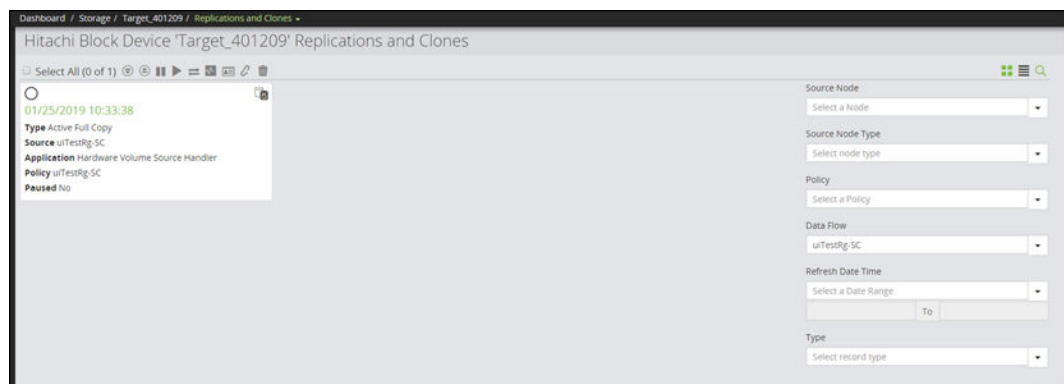 Dashboard / Storage / Target_401209 / Replications and Clones
Hitachi Block Device 'Target_401209' Replications and Clones
Select All (0 of 1)
01/25/2019 10:33:38
Type Active Full Copy
Source uiTestRg-SC
Application Hardware Volume Source Handler
Policy uiTestRg-SC
Paused No
Source Node
Select a Node
Source Node Type
Select node type
Policy
Select a Policy
Data Flow
uiTestRg-SC
Refresh Date Time
Select a Date Range
To
Type
Select record type